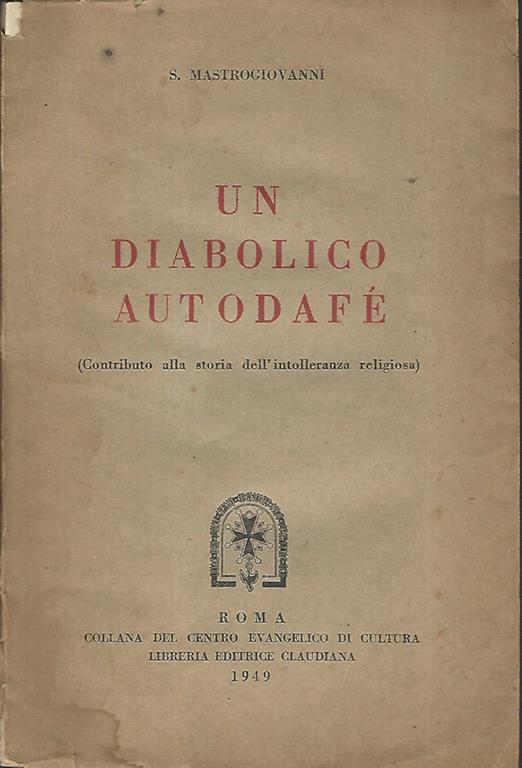 S. MASTROGIOVANNI
UN
DIABOLICO
AUTODAFÉ
(Contributo alla storia dell'intolleranza religiosa)
ROMA
COLLANA DEL CENTRO EVANGELICO DI CULTURA
LIBRERIA EDITRICE CLAUDIANA
1949